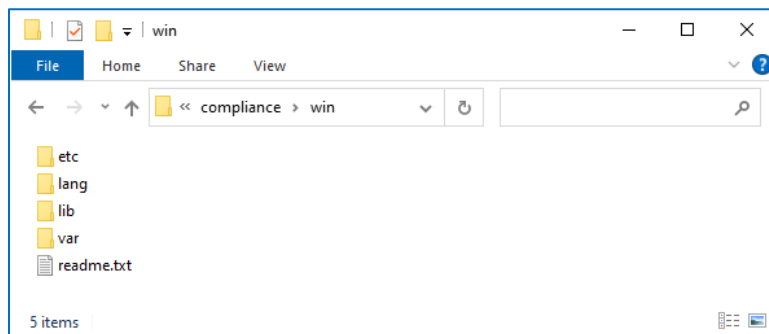 win
File Home Share View
« compliance > win
etc
lang
lib
var
readme.txt
5 items